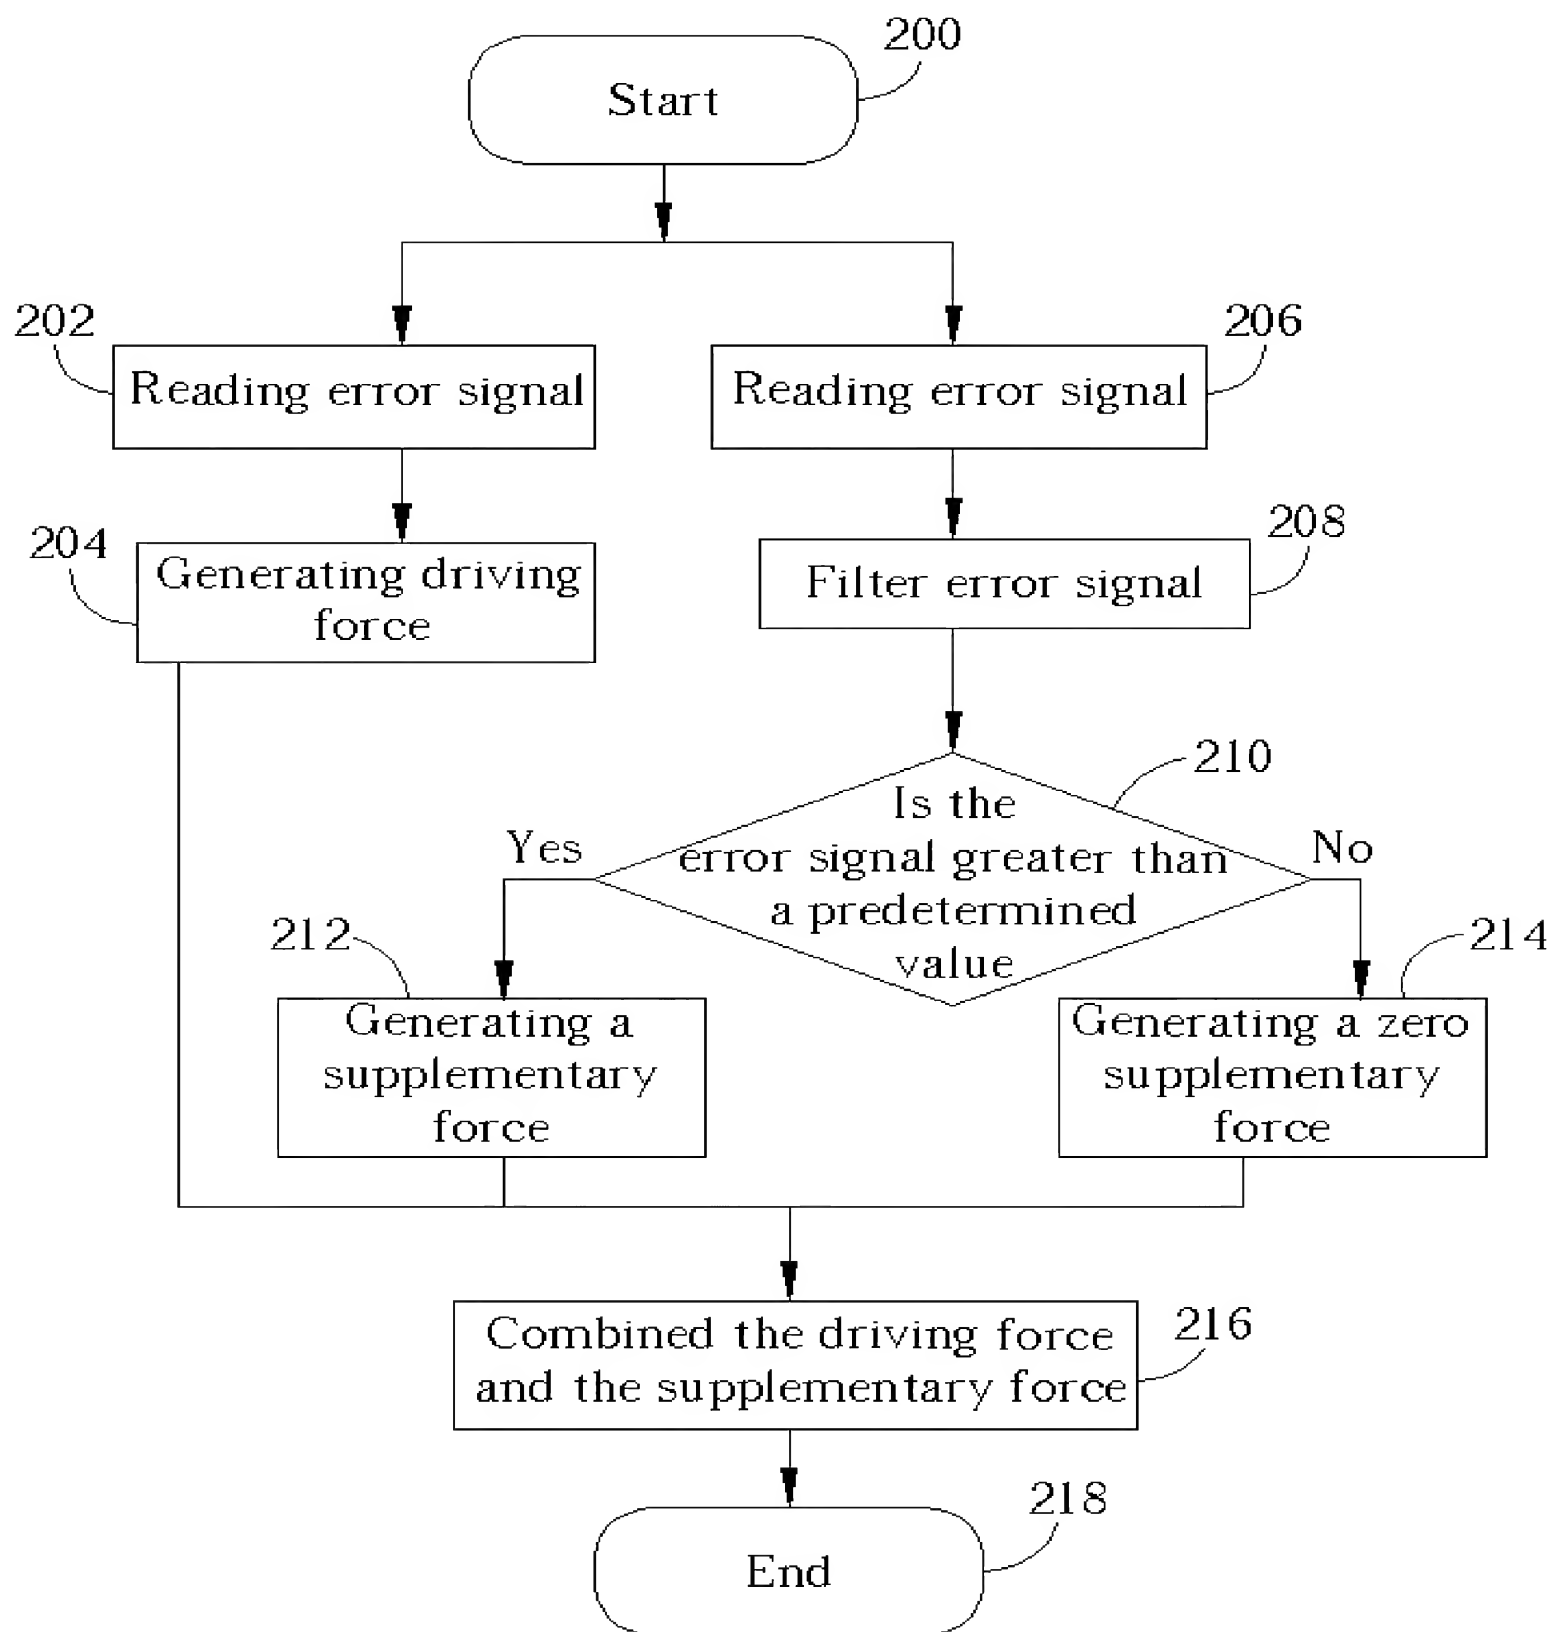 200
Start
202
Reading error signal
206
Reading error signal
204
Generating driving
force
208
Filter error signal
210
Is the
error signal greater than
a predetermined
value
Yes
No
212
Generating a
supplementary
force
214
Generating a zero
supplementary
force
216
Combined the driving force
and the supplementary force
218
End